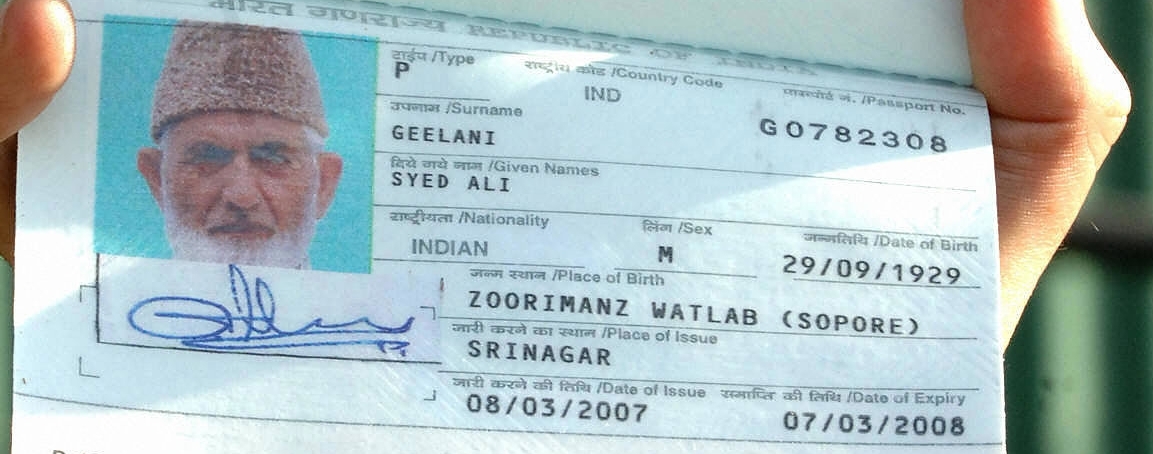 भारत गणराज्य REPUBLIC OF INDIA
टाईप /Type राष्ट्रीय कोड /Country Code पासपोर्ट नं. /Passport No.
P IND G0782308
उपनाम /Surname
GEELANI
दिये गये नाम /Given Names
SYED ALI
राष्ट्रीयता /Nationality लिंग /Sex जन्मतिथि /Date of Birth
INDIAN M 29/09/1929
जन्म स्थान /Place of Birth
ZOORIMANZ WATLAB (SOPORE)
जारी करने का स्थान /Place of Issue
SRINAGAR
जारी करने की तिथि /Date of Issue समाप्ति की तिथि /Date of Expiry
08/03/2007 07/03/2008